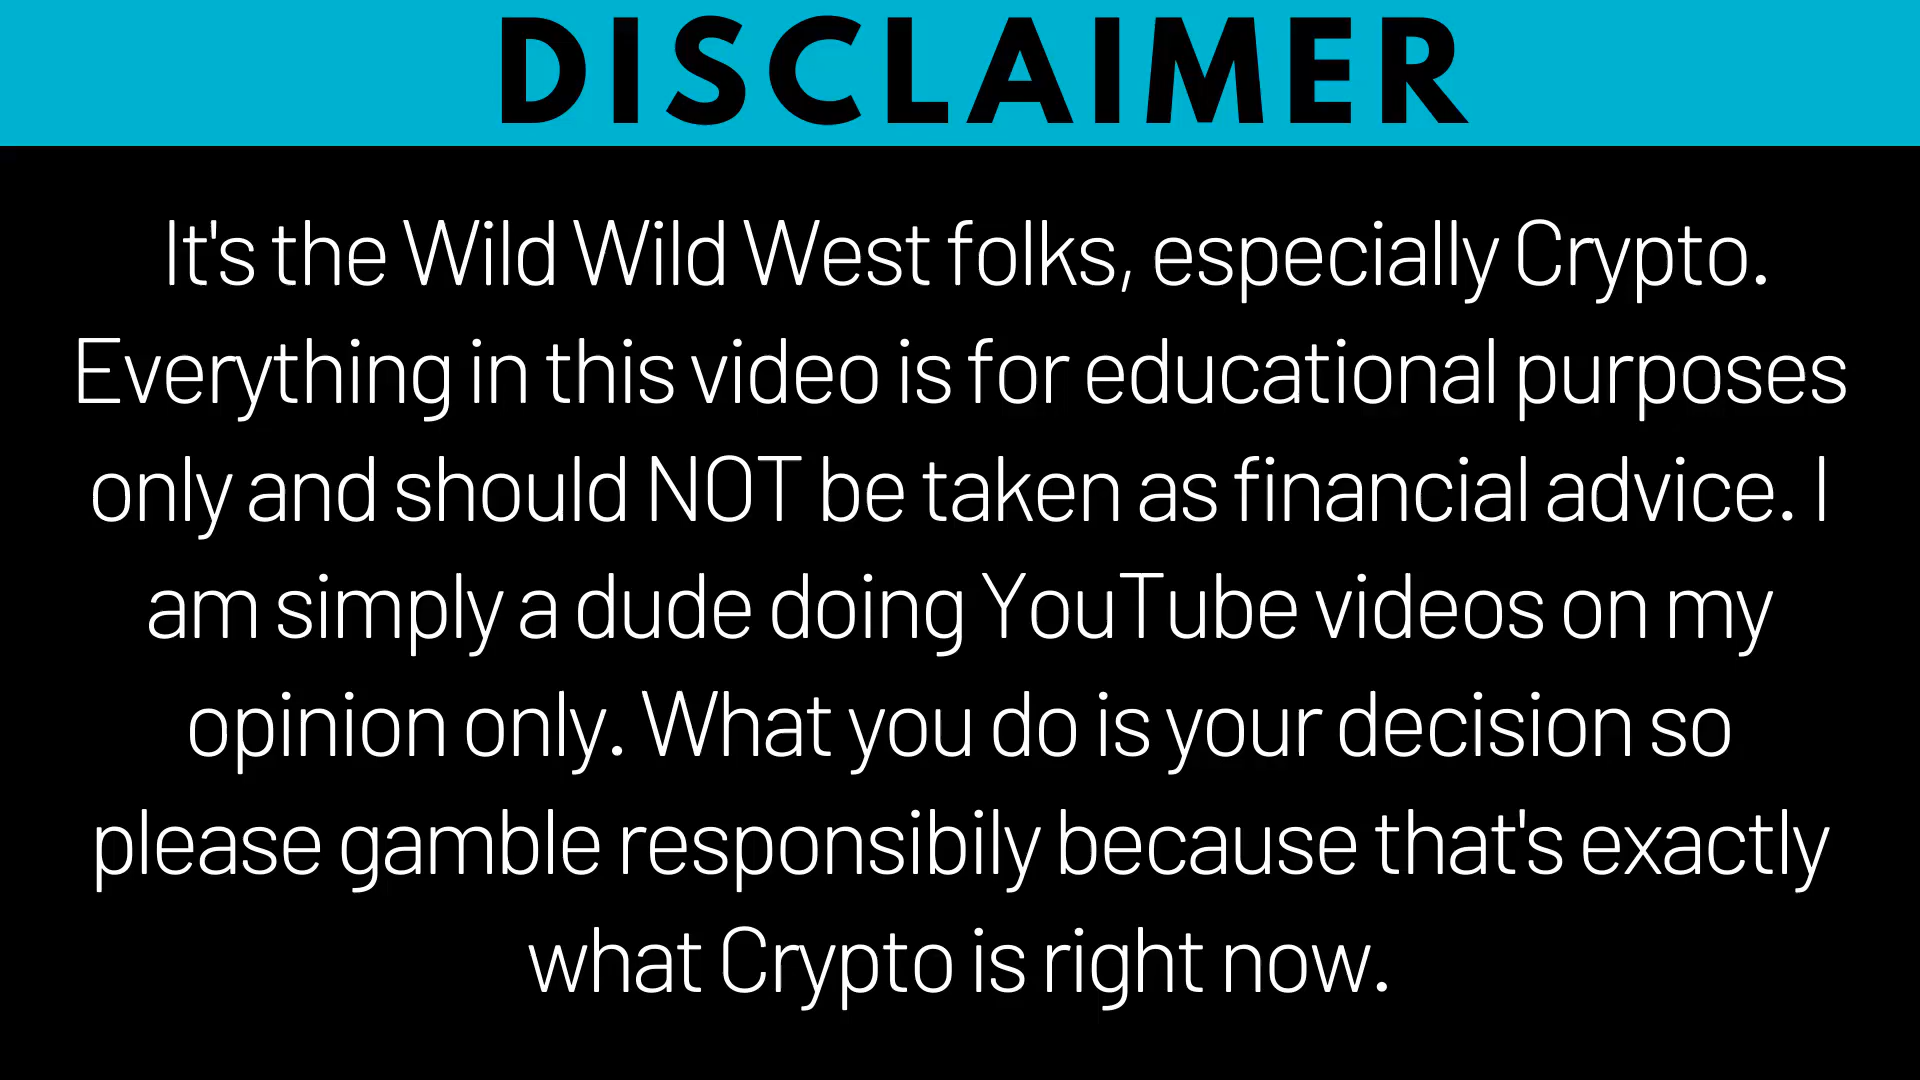 DISCLAIMER
It's the Wild Wild West folks, especially Crypto.
Everything in this video is for educational purposes
only and should NOT be taken as financial advice. I
am simply a dude doing YouTube videos on my
opinion only. What you do is your decision so
please gamble responsibily because that's exactly
what Crypto is right now.